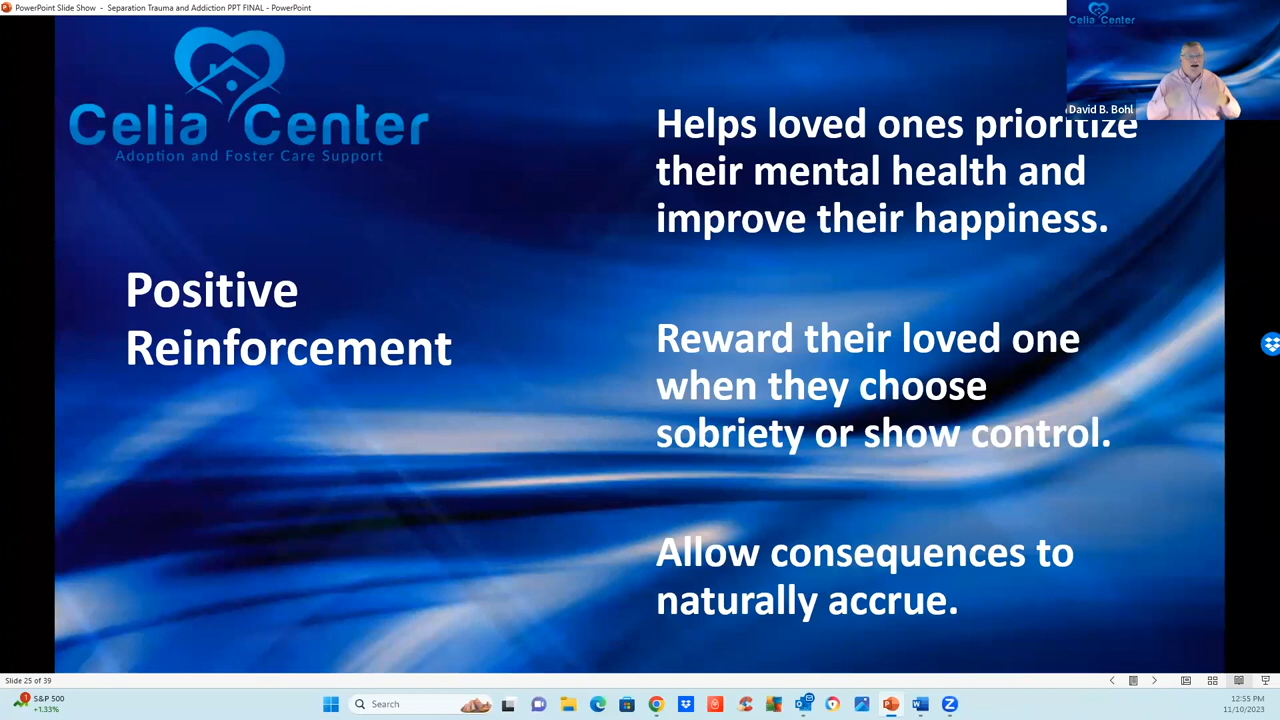 PowerPoint Slide Show - Separation Trauma and Addiction PPT FINAL - PowerPoint
Celia Center
Adoption and Foster Care Support
Celia Center
David B. Bohl
Helps loved ones prioritize
their mental health and
improve their happiness.
Positive
Reinforcement
Reward their loved one
when they choose
sobriety or show control.
Allow consequences to
naturally accrue.
Slide 25 of 39
1
S&P 500
+1.33%
Search
12:55 PM
11/10/2023